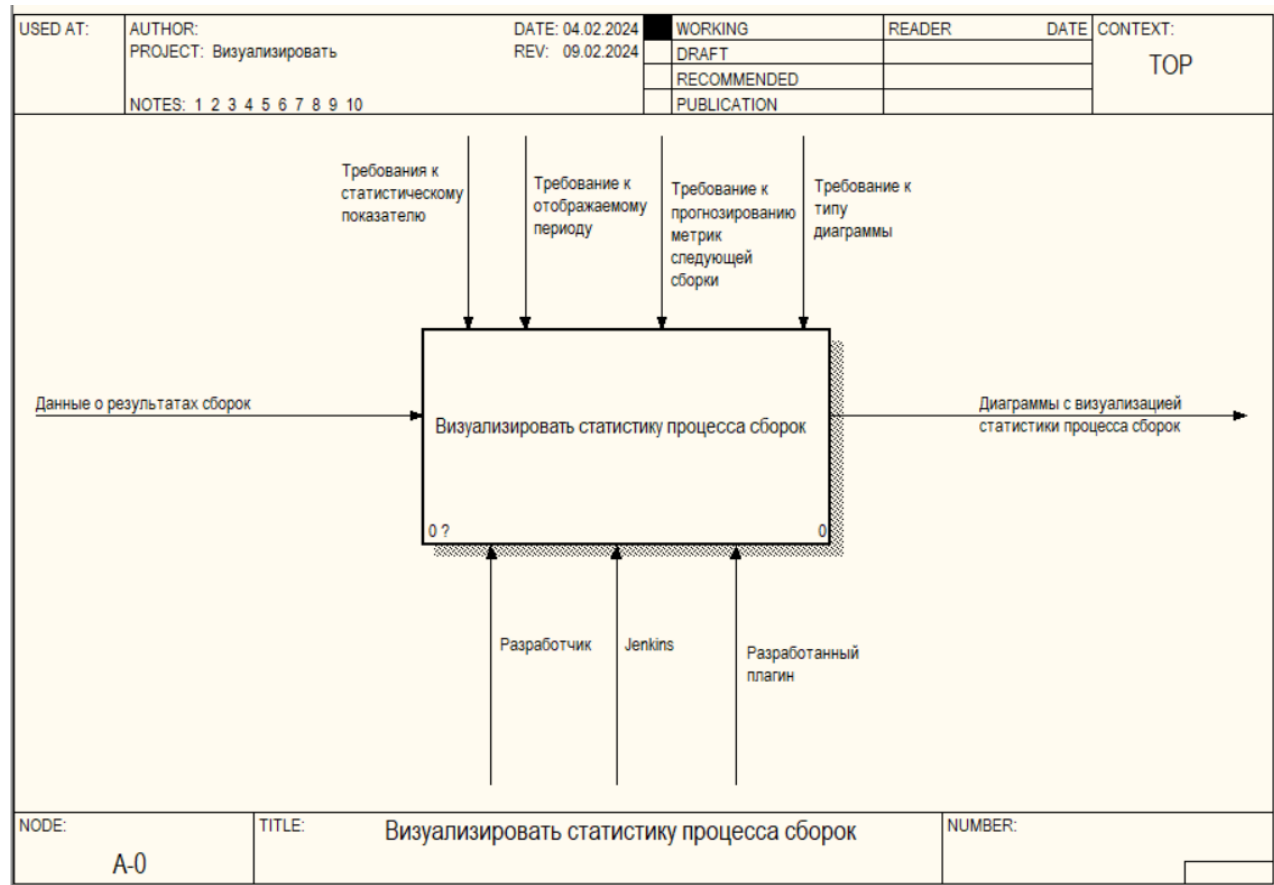 USED AT:
AUTHOR:
DATE: 04.02.2024
PROJECT: Визуализировать
REV: 09.02.2024
NOTES: 1 2 3 4 5 6 7 8 9 10
WORKING
DRAFT
RECOMMENDED
PUBLICATION
READER
DATE
CONTEXT:
TOP
Требования к
статистическому
показателю
Требование к
отображаемому
периоду
Требование к
прогнозированию
метрик
следующей
сборки
Требование к
типу
диаграммы
Данные о результатах сборок
Визуализировать статистику процесса сборок
0 ?
0
Диаграммы с визуализацией
статистики процесса сборок
Разработчик
Jenkins
Разработанный
плагин
NODE:
A-0
TITLE:
Визуализировать статистику процесса сборок
NUMBER: